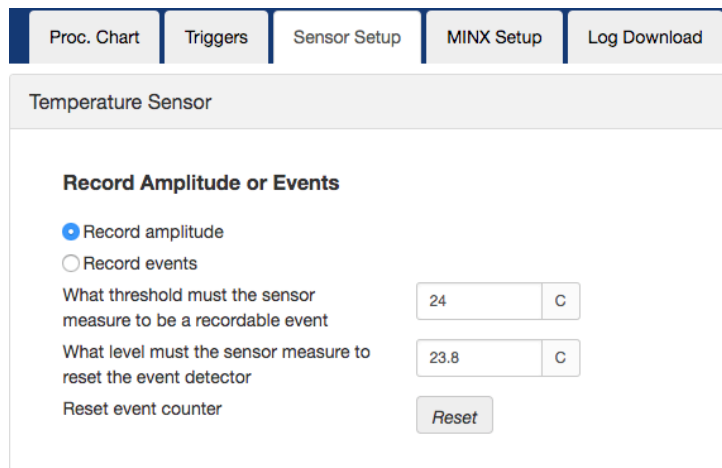 Proc. Chart Triggers Sensor Setup MINX Setup Log Download
Temperature Sensor
Record Amplitude or Events
Record amplitude
Record events
What threshold must the sensor
measure to be a recordable event
24 C
What level must the sensor measure to
reset the event detector
23.8 C
Reset event counter
Reset